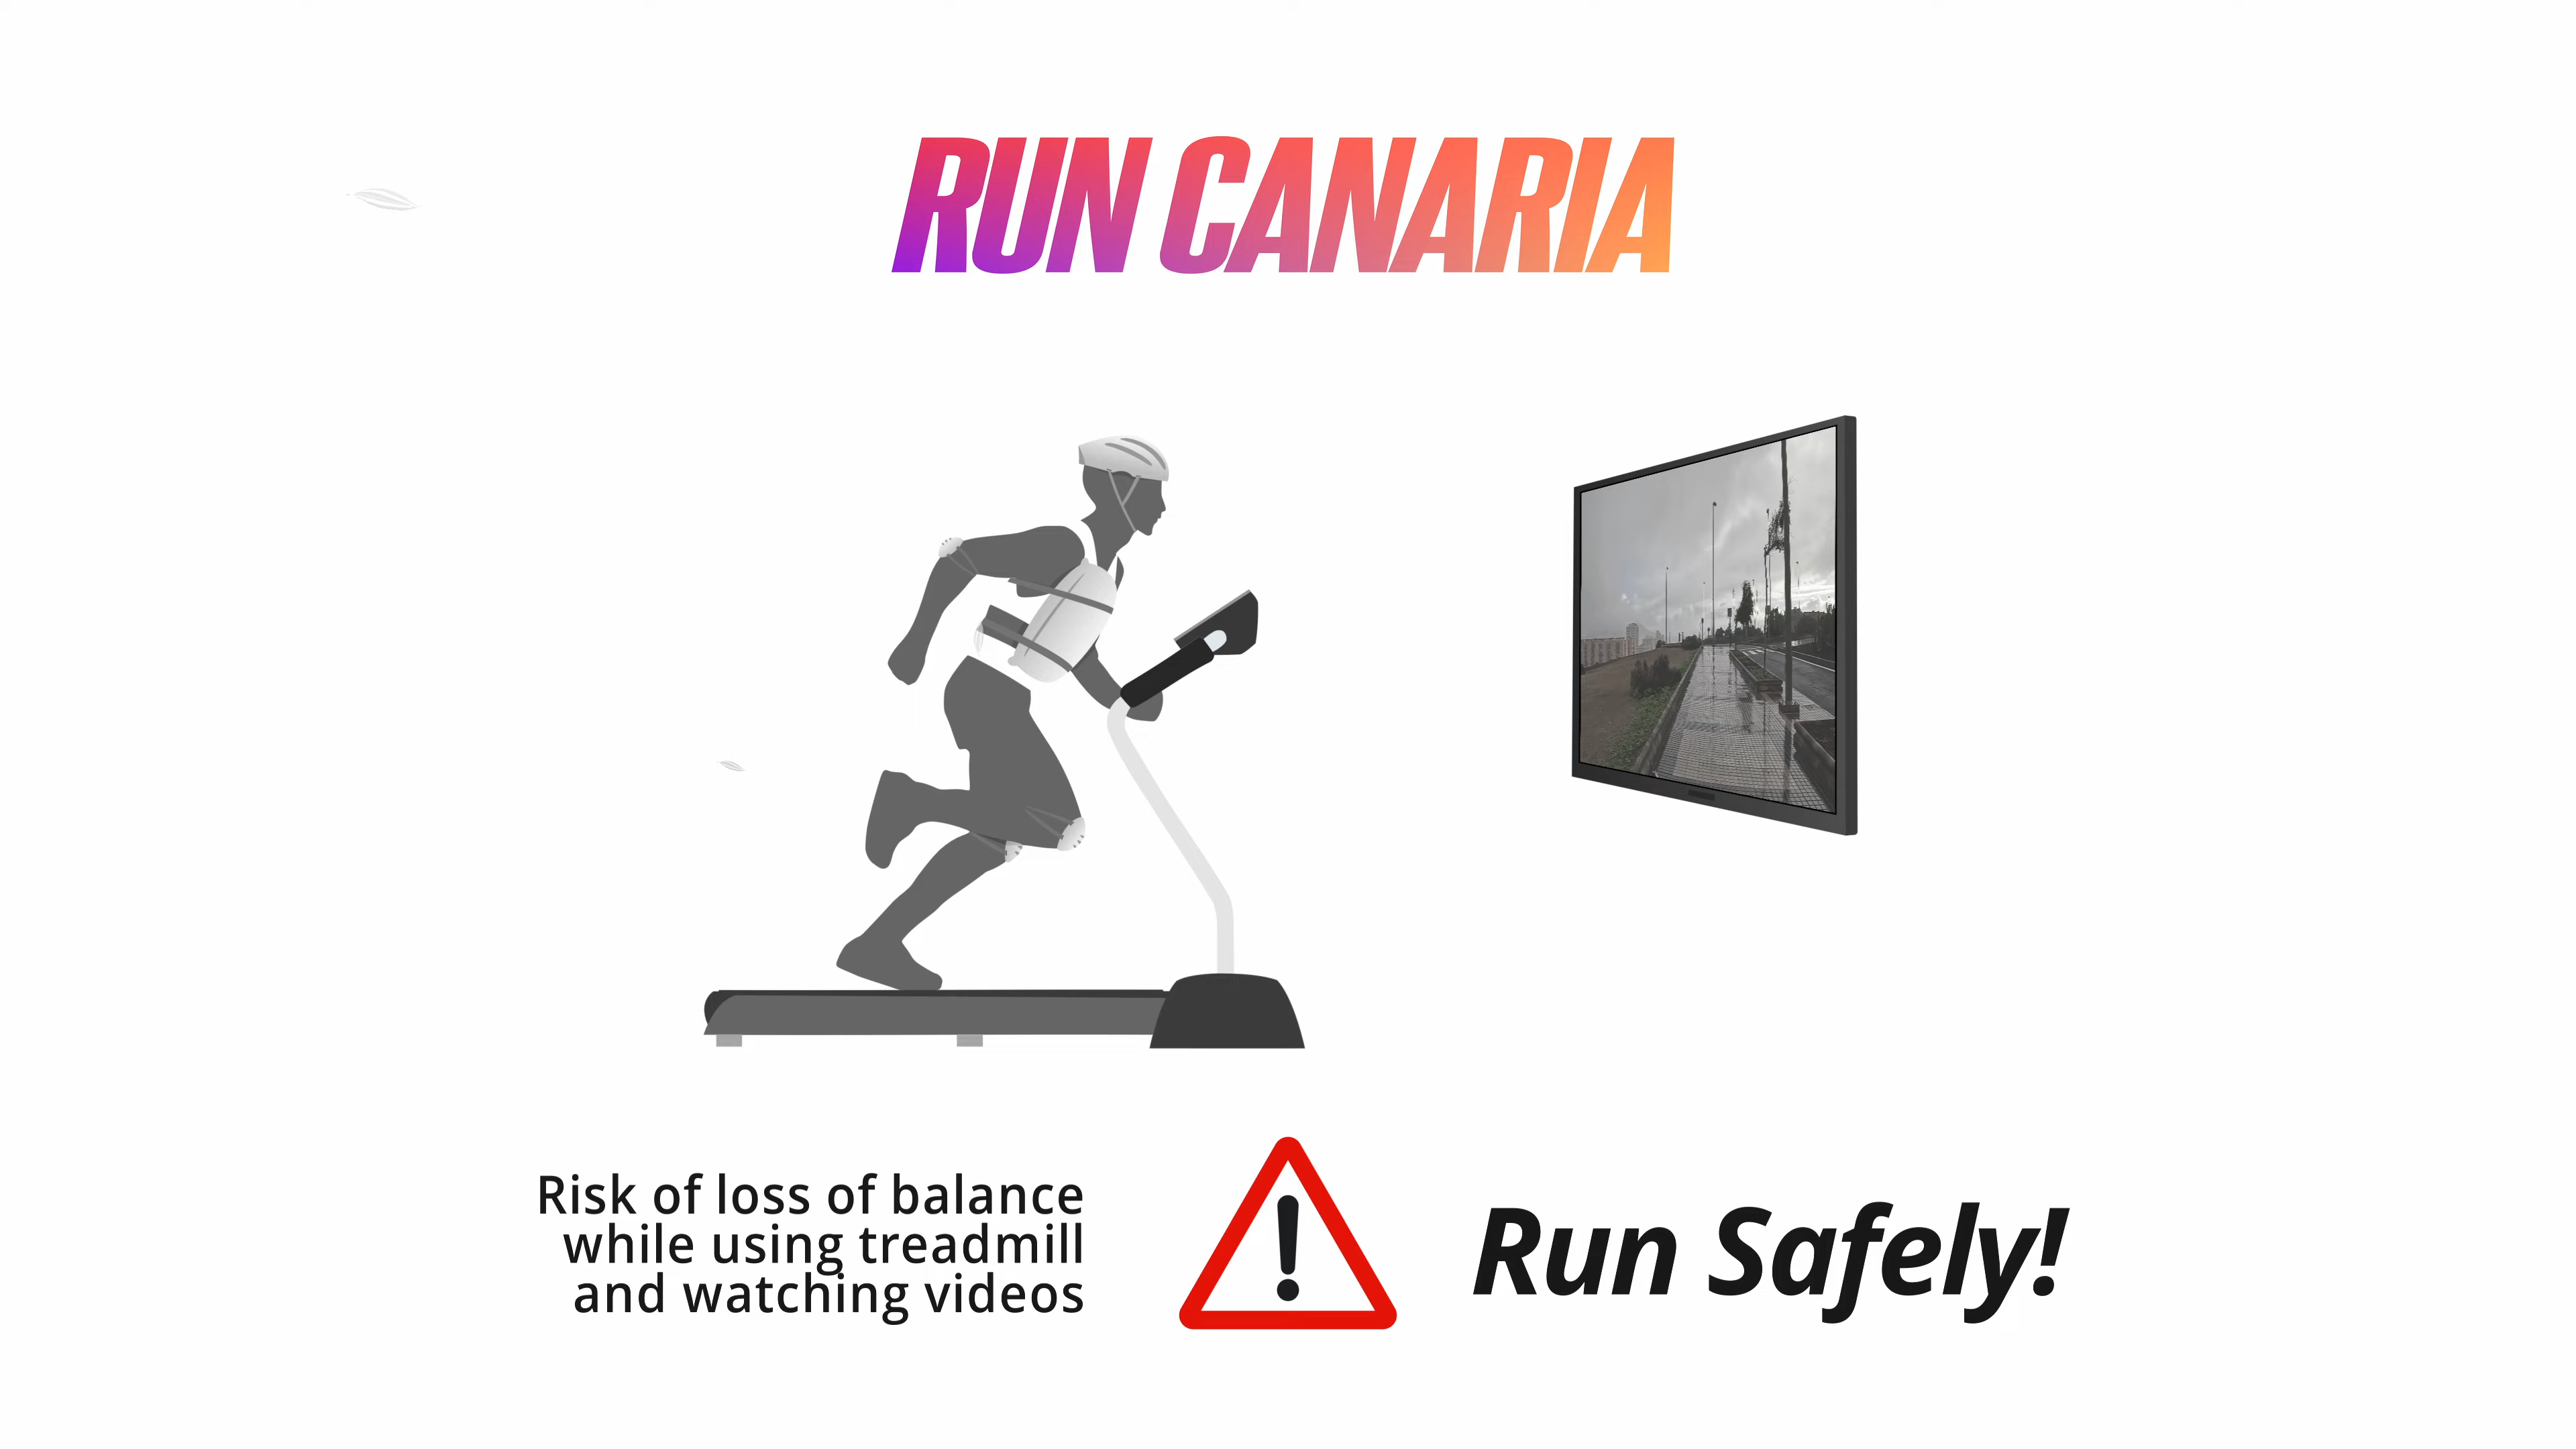 RUN CANARIA
Risk of loss of balance
while using treadmill
and watching videos
Run Safely!